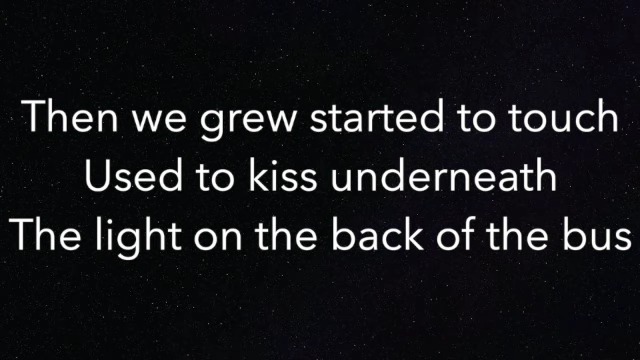 Then we grew started to touch
Used to kiss underneath
The light on the back of the bus